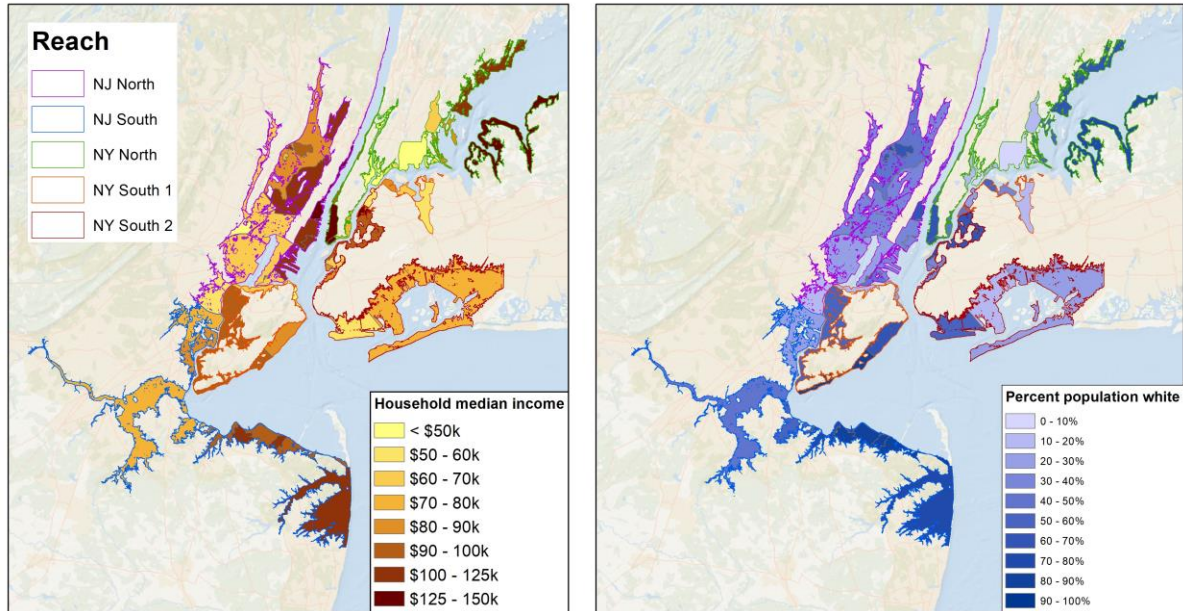 Reach
NJ North
NJ South
NY North
NY South 1
NY South 2
Household median income
< $50k
$50 - 60k
$60 - 70k
$70 - 80k
$80 - 90k
$90 - 100k
$100 - 125k
$125 - 150k
Percent population white
0 - 10%
10 - 20%
20 - 30%
30 - 40%
40 - 50%
50 - 60%
60 - 70%
70 - 80%
80 - 90%
90 - 100%